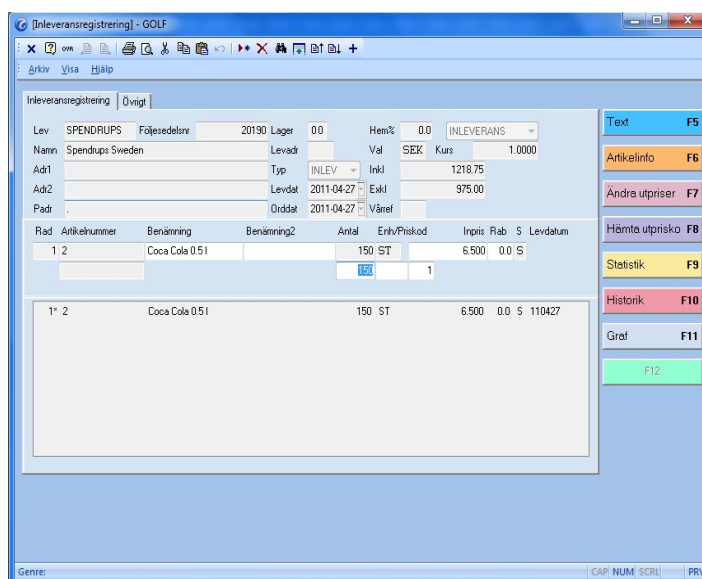 [Inleveransregistrering] - GOLF
OVR
Arkiv Visa Hjälp
Inleveransregistrering Övrigt
Lev SPENDRUPS Följesedelsnr 20190 Lager 00 Hem% 0.0 INLEVERANS
Namn Spendrups Sweden Levadr Val SEK Kurs 1.0000
Adr1 Typ INLEV Inkl 1218.75
Adr2 Levdat 2011-04-27 Exkl 975.00
Padr . Orddat 2011-04-27 Vårref
Rad Artikelnummer Benämning Benämning2 Antal Enh/Priskod Inpris Rab S Levdatum
1 2 Coca Cola 0.5 l 150 ST 6.500 0.0 S
150 1
1* 2 Coca Cola 0.5 l 150 ST 6.500 0.0 S 110427
Text F5
Artikelinfo F6
Ändra utpriser F7
Hämta utprisko F8
Statistik F9
Historik F10
Graf F11
F12
Genre: CAP NUM SCRL PRV